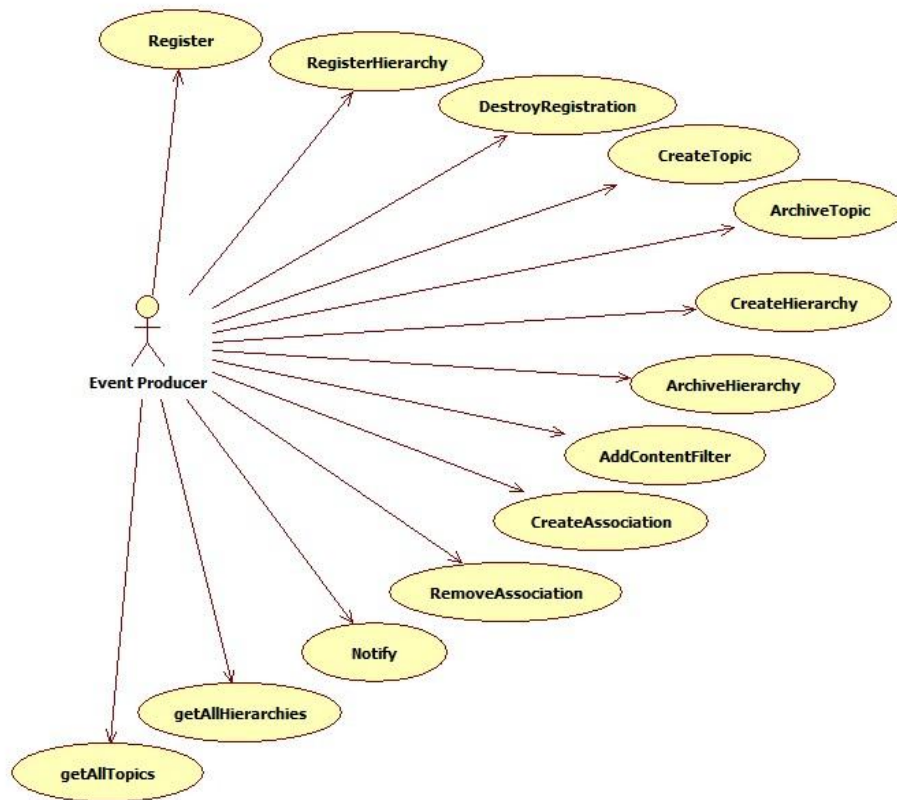 Register
RegisterHierarchy
DestroyRegistration
CreateTopic
ArchiveTopic
CreateHierarchy
Event Producer
ArchiveHierarchy
AddContentFilter
CreateAssociation
RemoveAssociation
Notify
getAllHierarchies
getAllTopics